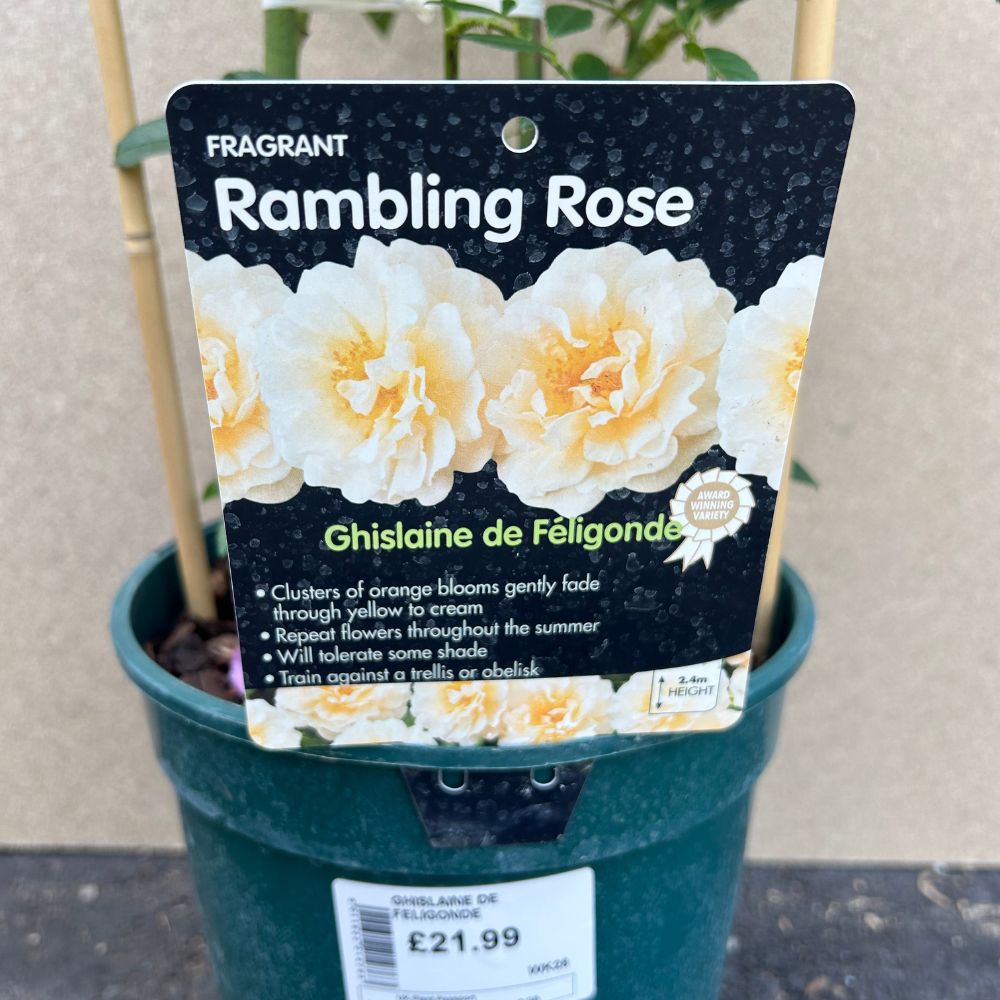 FRAGRANT
Rambling Rose
AWARD
WINNING
VARIETY
Ghislaine de Féligonde
• Clusters of orange blooms gently fade
through yellow to cream
• Repeat flowers throughout the summer
• Will tolerate some shade
• Train against a trellis or obelisk
2.4m
HEIGHT
GHISLAINE DE
FELIGONDE
£21.99
WK28